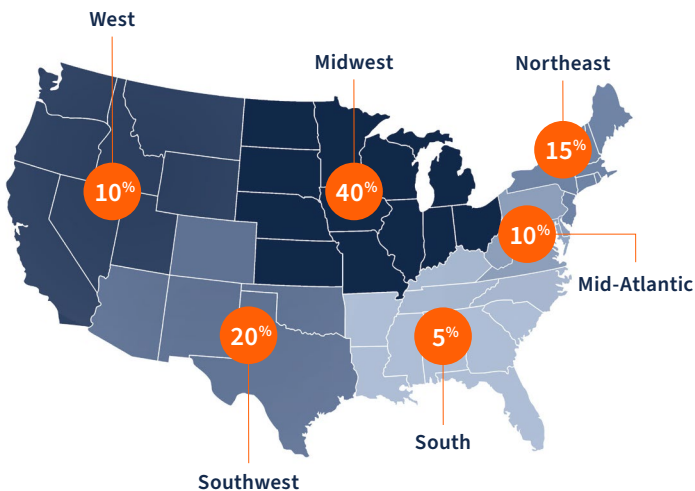 West
Midwest
Northeast
15%
10%
40%
10%
Mid-Atlantic
20%
5%
South
Southwest